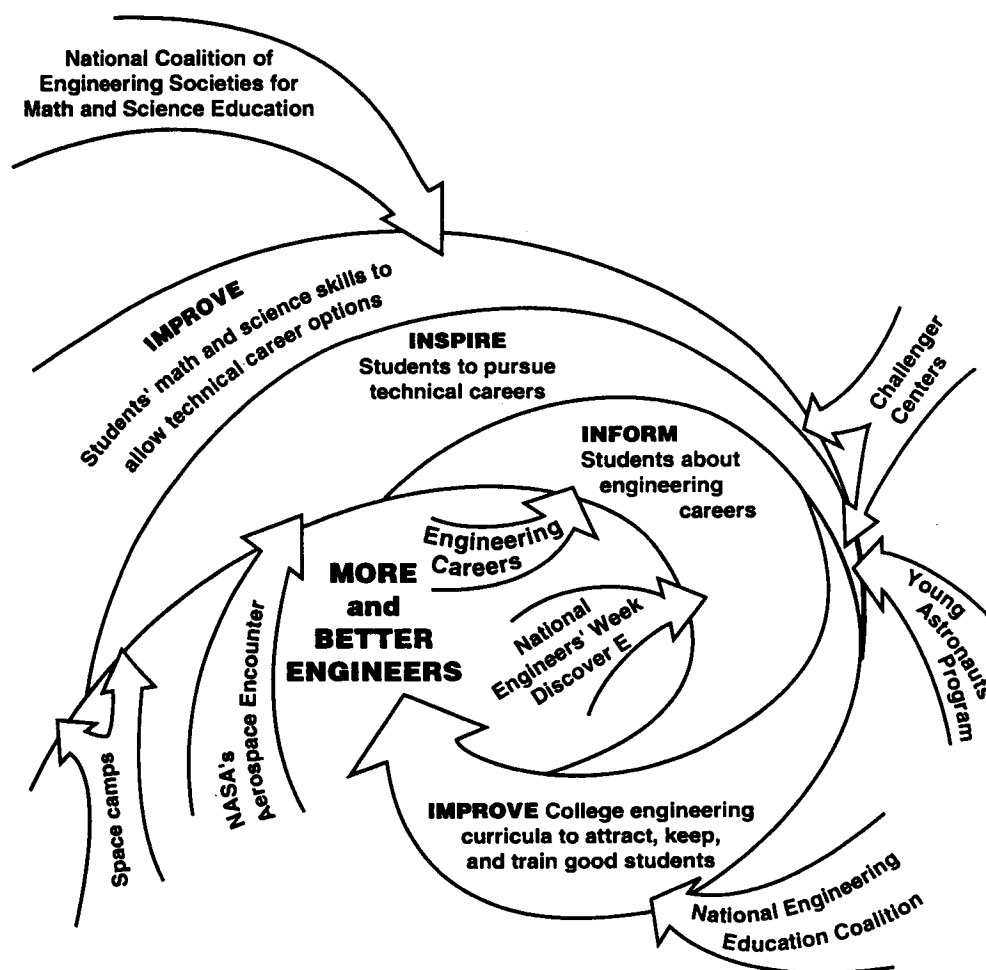 National Coalition of
Engineering Societies for
Math and Science Education
IMPROVE
Students' math and science skills to
allow technical career options
INSPIRE
Students to pursue
technical careers
Challenger
Centers
INFORM
Students about
engineering
careers
Engineering
Careers
MORE
and
BETTER
ENGINEERS
National
Engineers' Week
Discover E
Young
Astronauts
Program
NASA's
Aerospace Encounter
Space camps
IMPROVE College engineering
curricula to attract, keep,
and train good students
National Engineering
Education Coalition